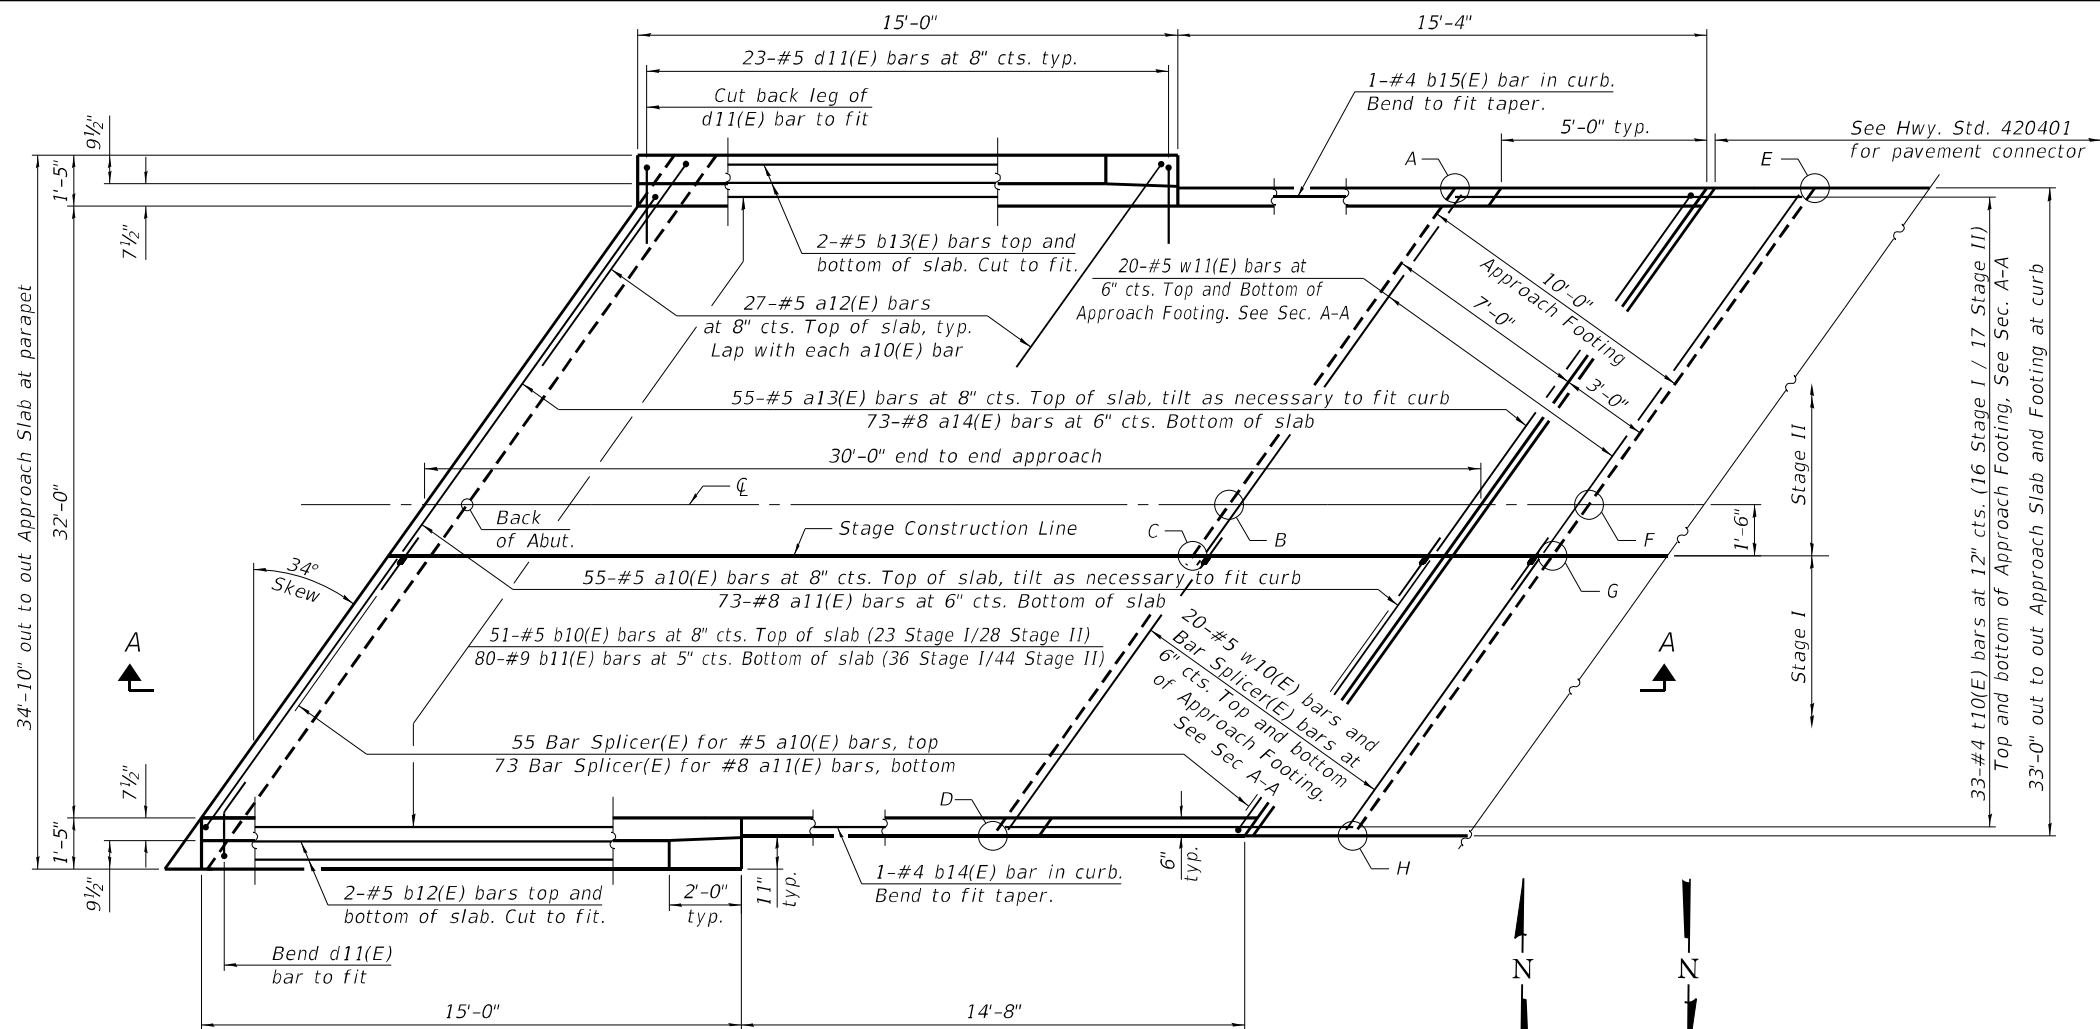 15'-0"
15'-4"
23-#5 d11(E) bars at 8" cts. typ.
Cut back leg of
d11(E) bar to fit
1-#4 b15(E) bar in curb.
Bend to fit taper.
5'-0" typ.
See Hwy. Std. 420401
for pavement connector
A
E
9½"
1'-5"
7½"
2-#5 b13(E) bars top and
bottom of slab. Cut to fit.
20-#5 w11(E) bars at
6" cts. Top and Bottom of
Approach Footing. See Sec. A-A
10'-0"
Approach Footing
7'-0"
3'-0"
27-#5 a12(E) bars
at 8" cts. Top of slab, typ.
Lap with each a10(E) bar
34'-10" out to out Approach Slab at parapet
32'-0"
55-#5 a13(E) bars at 8" cts. Top of slab, tilt as necessary to fit curb
73-#8 a14(E) bars at 6" cts. Bottom of slab
30'-0" end to end approach
℄
Back
of Abut.
Stage Construction Line
C
B
F
G
1'-6"
Stage II
Stage I
33-#4 t10(E) bars at 12" cts. (16 Stage I / 17 Stage II)
Top and bottom of Approach Footing, See Sec. A-A
33'-0" out to out Approach Slab and Footing at curb
34°
Skew
55-#5 a10(E) bars at 8" cts. Top of slab, tilt as necessary to fit curb
73-#8 a11(E) bars at 6" cts. Bottom of slab
51-#5 b10(E) bars at 8" cts. Top of slab (23 Stage I/28 Stage II)
80-#9 b11(E) bars at 5" cts. Bottom of slab (36 Stage I/44 Stage II)
A
A
20-#5 w10(E) bars and
Bar Splicer(E) bars at
6" cts. Top and bottom
of Approach Footing.
See Sec A-A
55 Bar Splicer(E) for #5 a10(E) bars, top
73 Bar Splicer(E) for #8 a11(E) bars, bottom
7½"
1'-5"
9½"
D
H
2-#5 b12(E) bars top and
bottom of slab. Cut to fit.
2'-0"
typ.
11"
typ.
1-#4 b14(E) bar in curb.
Bend to fit taper.
6"
typ.
Bend d11(E)
bar to fit
15'-0"
14'-8"
N
N